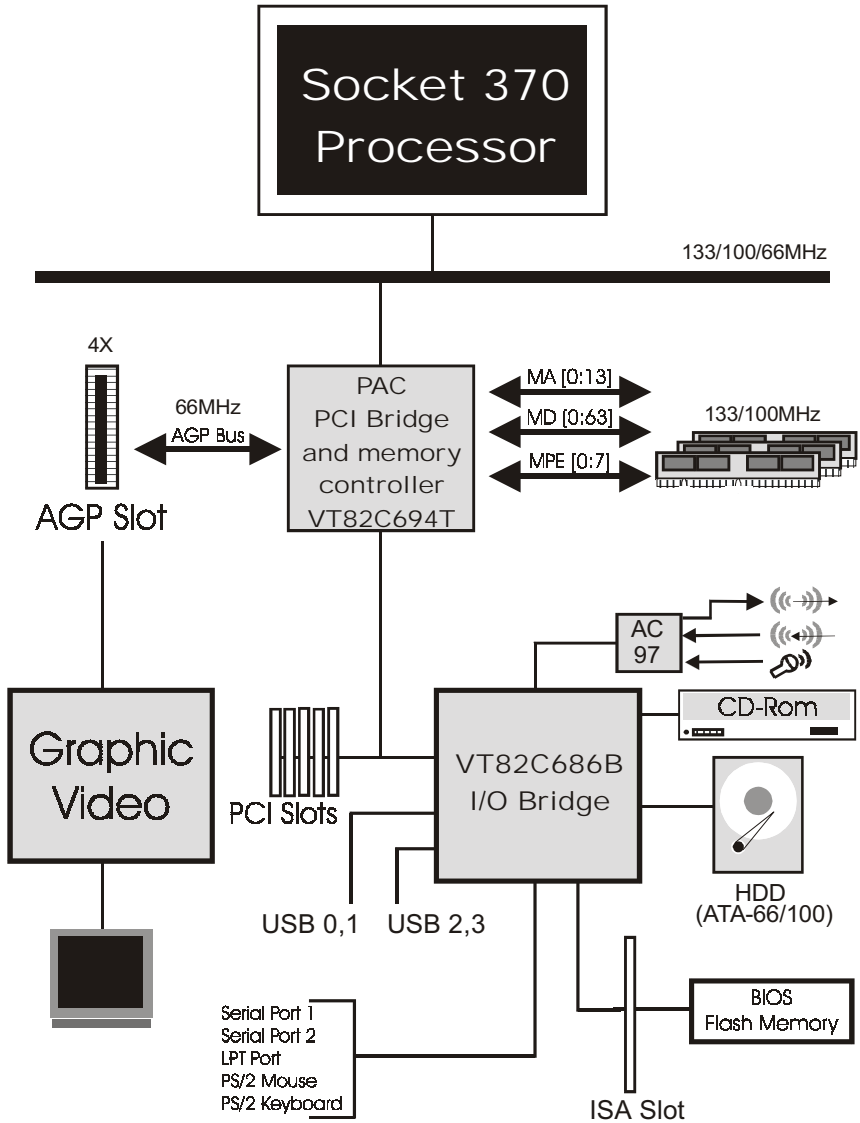 Socket 370
Processor
133/100/66MHz
4X
AGP Slot
66MHz
AGP Bus
PAC
PCI Bridge
and memory
controller
VT82C694T
MA [0:13]
MD [0:63]
MPE [0:7]
133/100MHz
AC
97
CD-Rom
Graphic
Video
PCI Slots
VT82C686B
I/O Bridge
HDD
(ATA-66/100)
USB 0,1
USB 2,3
Serial Port 1
Serial Port 2
LPT Port
PS/2 Mouse
PS/2 Keyboard
BIOS
Flash Memory
ISA Slot